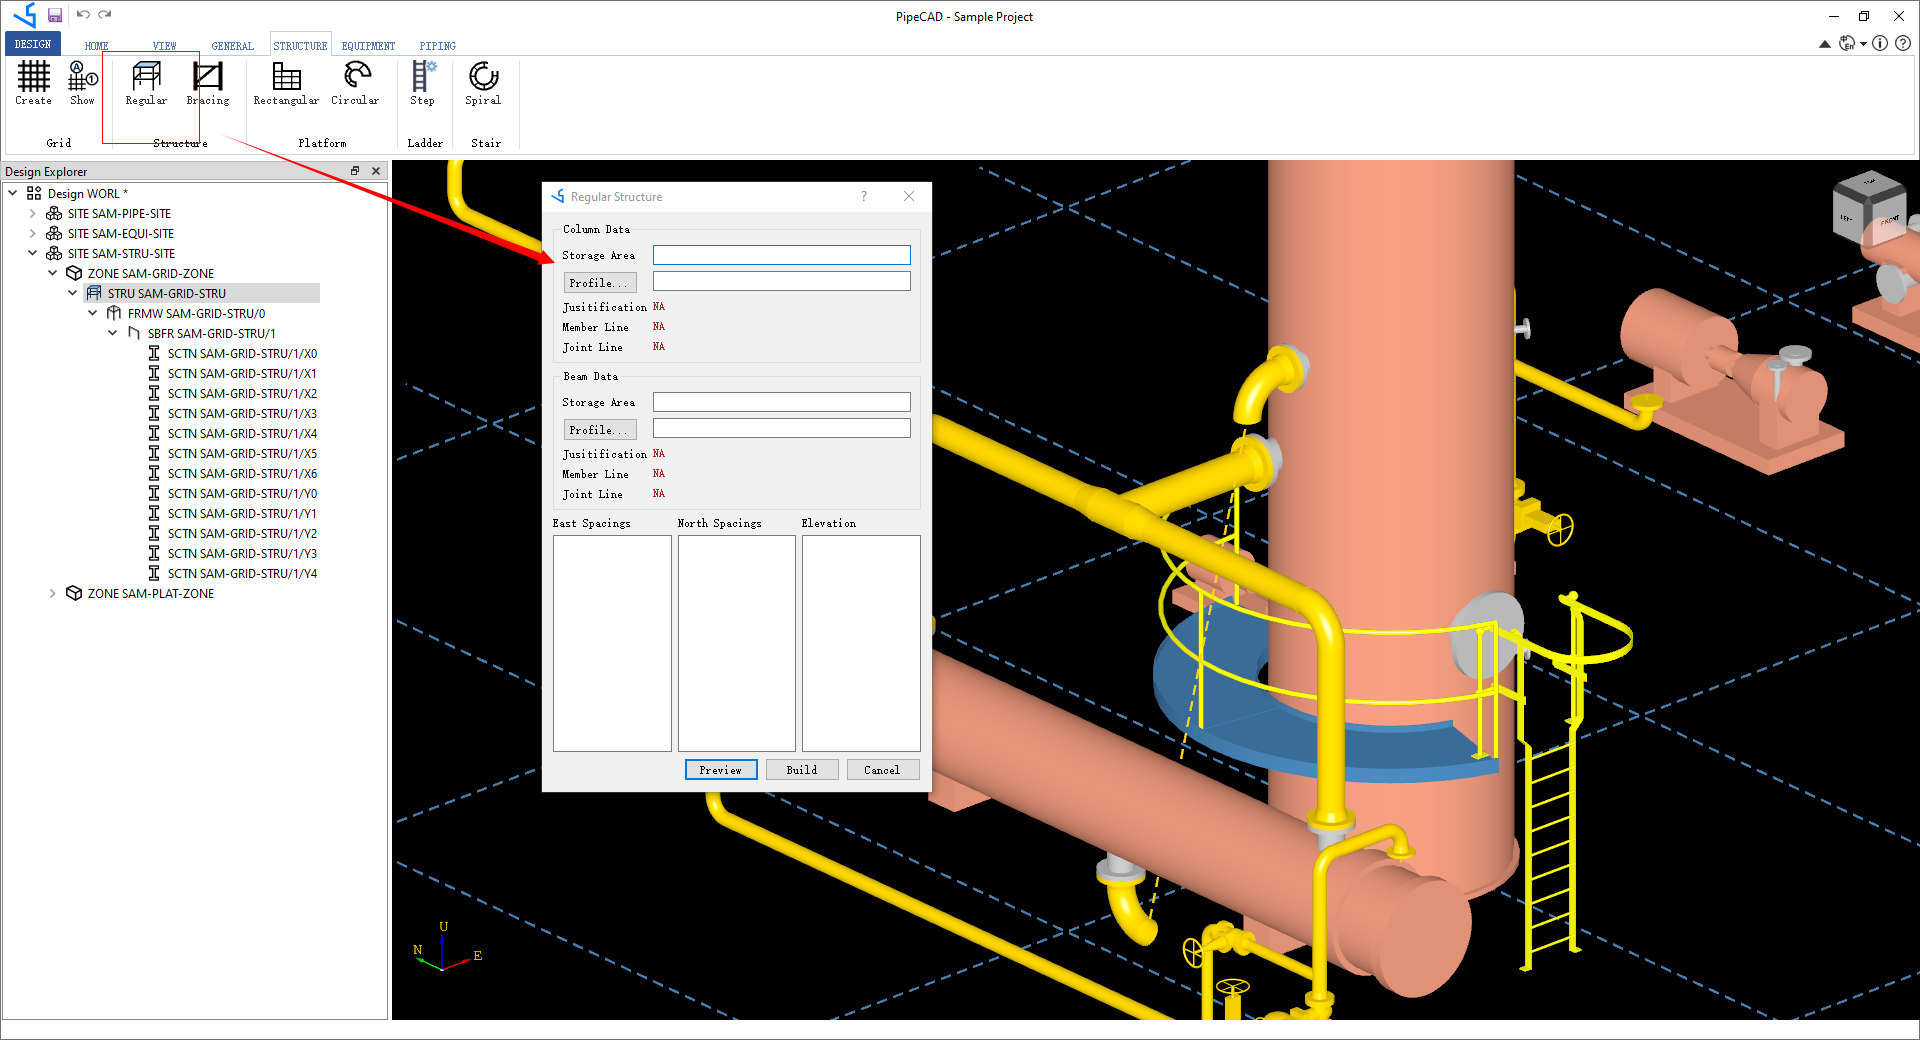 PipeCAD - Sample Project
DESIGN HOME VIEW GENERAL STRUCTURE EQUIPMENT PIPING
Create Show Regular Bracing Rectangular Circular Step Spiral
Grid Structure Platform Ladder Stair
Design Explorer
Design WORL *
SITE SAM-PIPE-SITE
SITE SAM-EQUI-SITE
SITE SAM-STRU-SITE
ZONE SAM-GRID-ZONE
STRU SAM-GRID-STRU
FRMW SAM-GRID-STRU/0
SBFR SAM-GRID-STRU/1
SCTN SAM-GRID-STRU/1/X0
SCTN SAM-GRID-STRU/1/X1
SCTN SAM-GRID-STRU/1/X2
SCTN SAM-GRID-STRU/1/X3
SCTN SAM-GRID-STRU/1/X4
SCTN SAM-GRID-STRU/1/X5
SCTN SAM-GRID-STRU/1/X6
SCTN SAM-GRID-STRU/1/Y0
SCTN SAM-GRID-STRU/1/Y1
SCTN SAM-GRID-STRU/1/Y2
SCTN SAM-GRID-STRU/1/Y3
SCTN SAM-GRID-STRU/1/Y4
ZONE SAM-PLAT-ZONE
Regular Structure
Column Data
Storage Area
Profile...
Jusitification NA
Member Line NA
Joint Line NA
Beam Data
Storage Area
Profile...
Jusitification NA
Member Line NA
Joint Line NA
East Spacings North Spacings Elevation
Preview Build Cancel
LEFT FRONT
U
N E